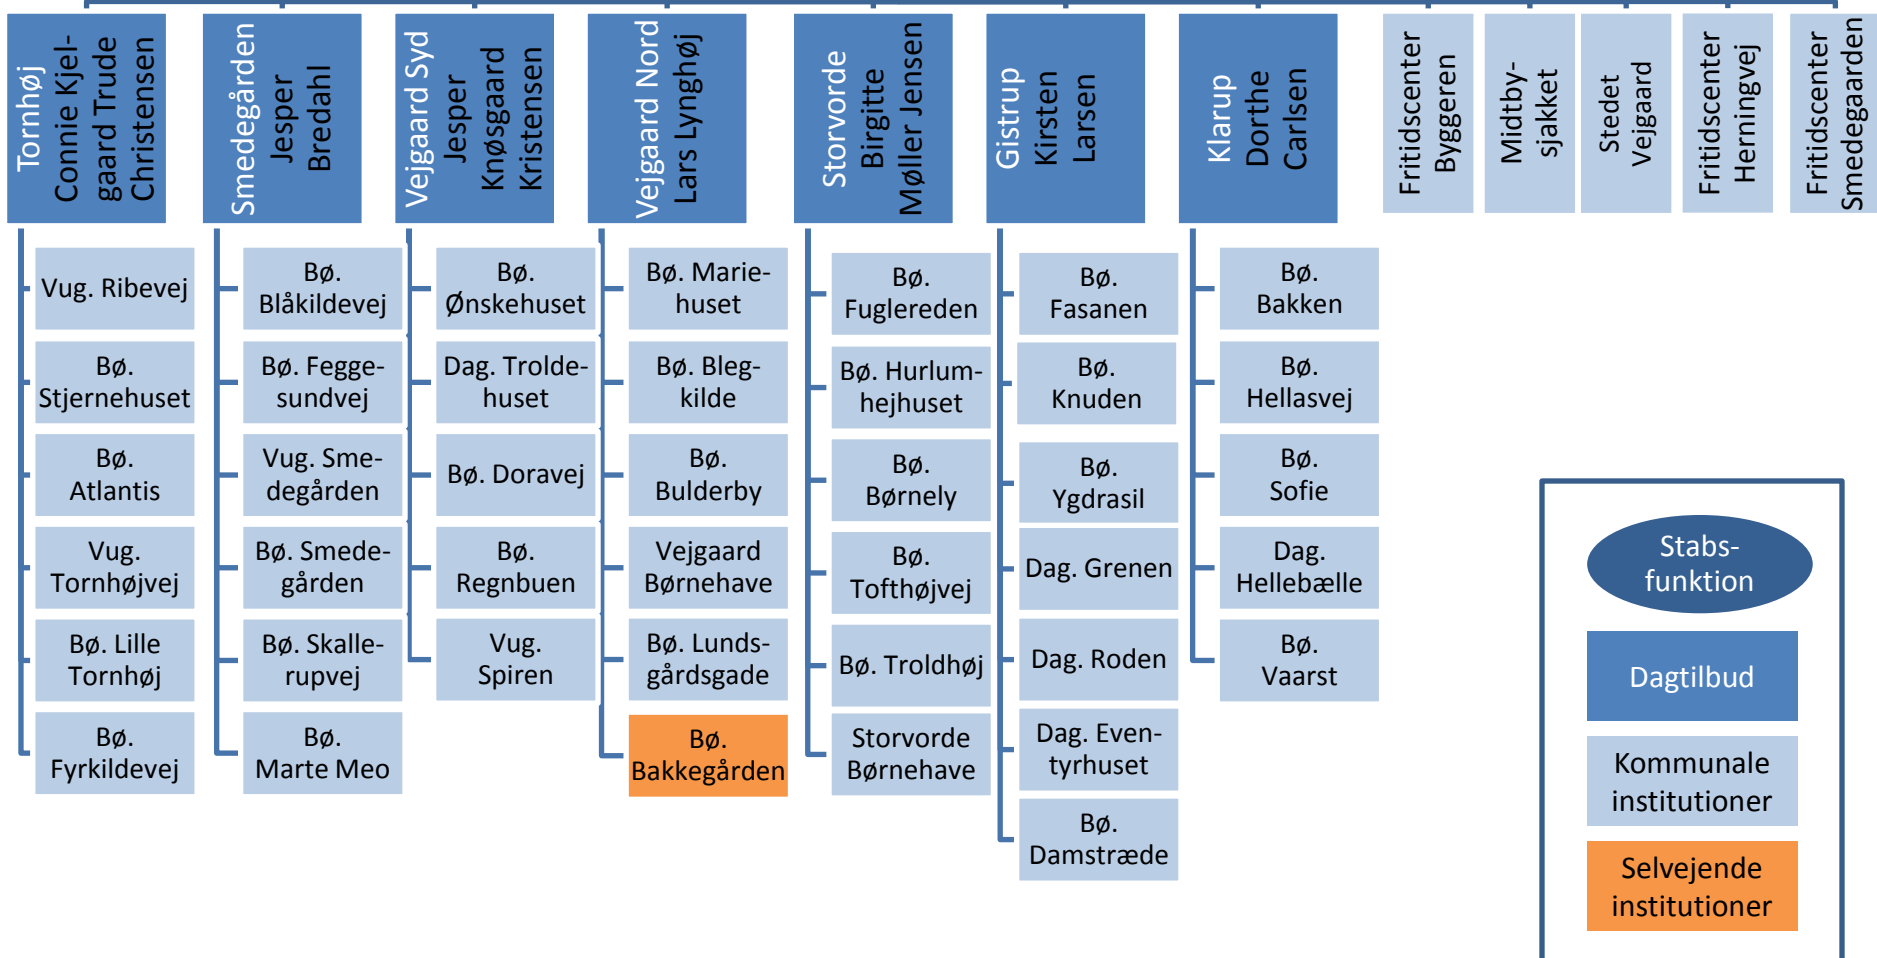 Tornhøj
Connie Kjel-
gaard Trude
Christensen
Smedegården
Jesper
Bredahl
Vejgaard Syd
Jesper
Knøsgaard
Kristensen
Vejgaard Nord
Lars Lynghøj
Storvorde
Birgitte
Møller Jensen
Gistrup
Kirsten
Larsen
Klarup
Dorthe
Carlsen
Fritidscenter
Byggeren
Midtby-
sjakket
Stedet
Vejgaard
Fritidscenter
Herningvej
Fritidscenter
Smedegaarden
Vug. Ribevej
Bø.
Stjernehuset
Bø.
Atlantis
Vug.
Tornhøjvej
Bø. Lille
Tornhøj
Bø.
Fyrkildevej
Bø.
Blåkildevej
Bø. Fegge-
sundvej
Vug. Sme-
degården
Bø. Smede-
gården
Bø. Skalle-
rupvej
Bø.
Marte Meo
Bø.
Ønskehuset
Dag. Trolde-
huset
Bø. Doravej
Bø.
Regnbuen
Vug.
Spiren
Bø. Marie-
huset
Bø. Bleg-
kilde
Bø.
Bulderby
Vejgaard
Børnehave
Bø. Lunds-
gårdsgade
Bø.
Bakkegården
Bø.
Fuglereden
Bø. Hurlum-
hejhuset
Bø.
Børnely
Bø.
Tofthøjvej
Bø. Troldhøj
Storvorde
Børnehave
Bø.
Fasanen
Bø.
Knuden
Bø.
Ygdrasil
Dag. Grenen
Dag. Roden
Dag. Even-
tyrhuset
Bø.
Damstræde
Bø.
Bakken
Bø.
Hellasvej
Bø.
Sofie
Dag.
Hellebælle
Bø.
Vaarst
Stabs-
funktion
Dagtilbud
Kommunale
institutioner
Selvejende
institutioner